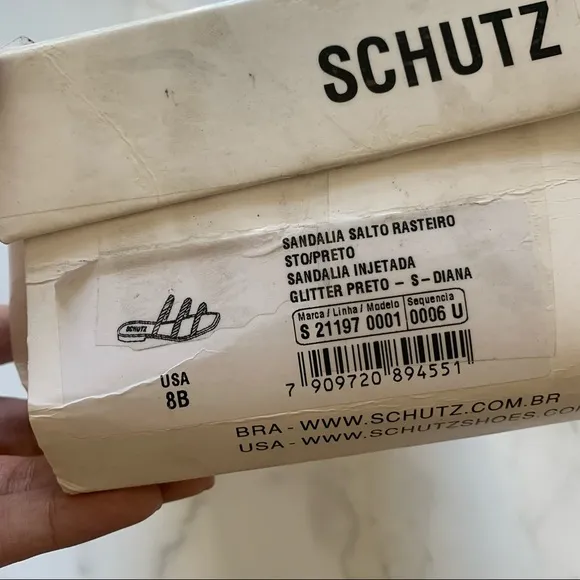 SCHUTZ
SANDALIA SALTO RASTEIRO
STO/PRETO
SANDALIA INJETADA
GLITTER PRETO - S-DIANA
Marca / Linha / Modelo Sequencia
S 21197 0001 0006 U
7 909720 894551
SCHUTZ
USA
8B
BRA - WWW.SCHUTZ.COM.BR
USA - WWW.SCHUTZSHOES.COM